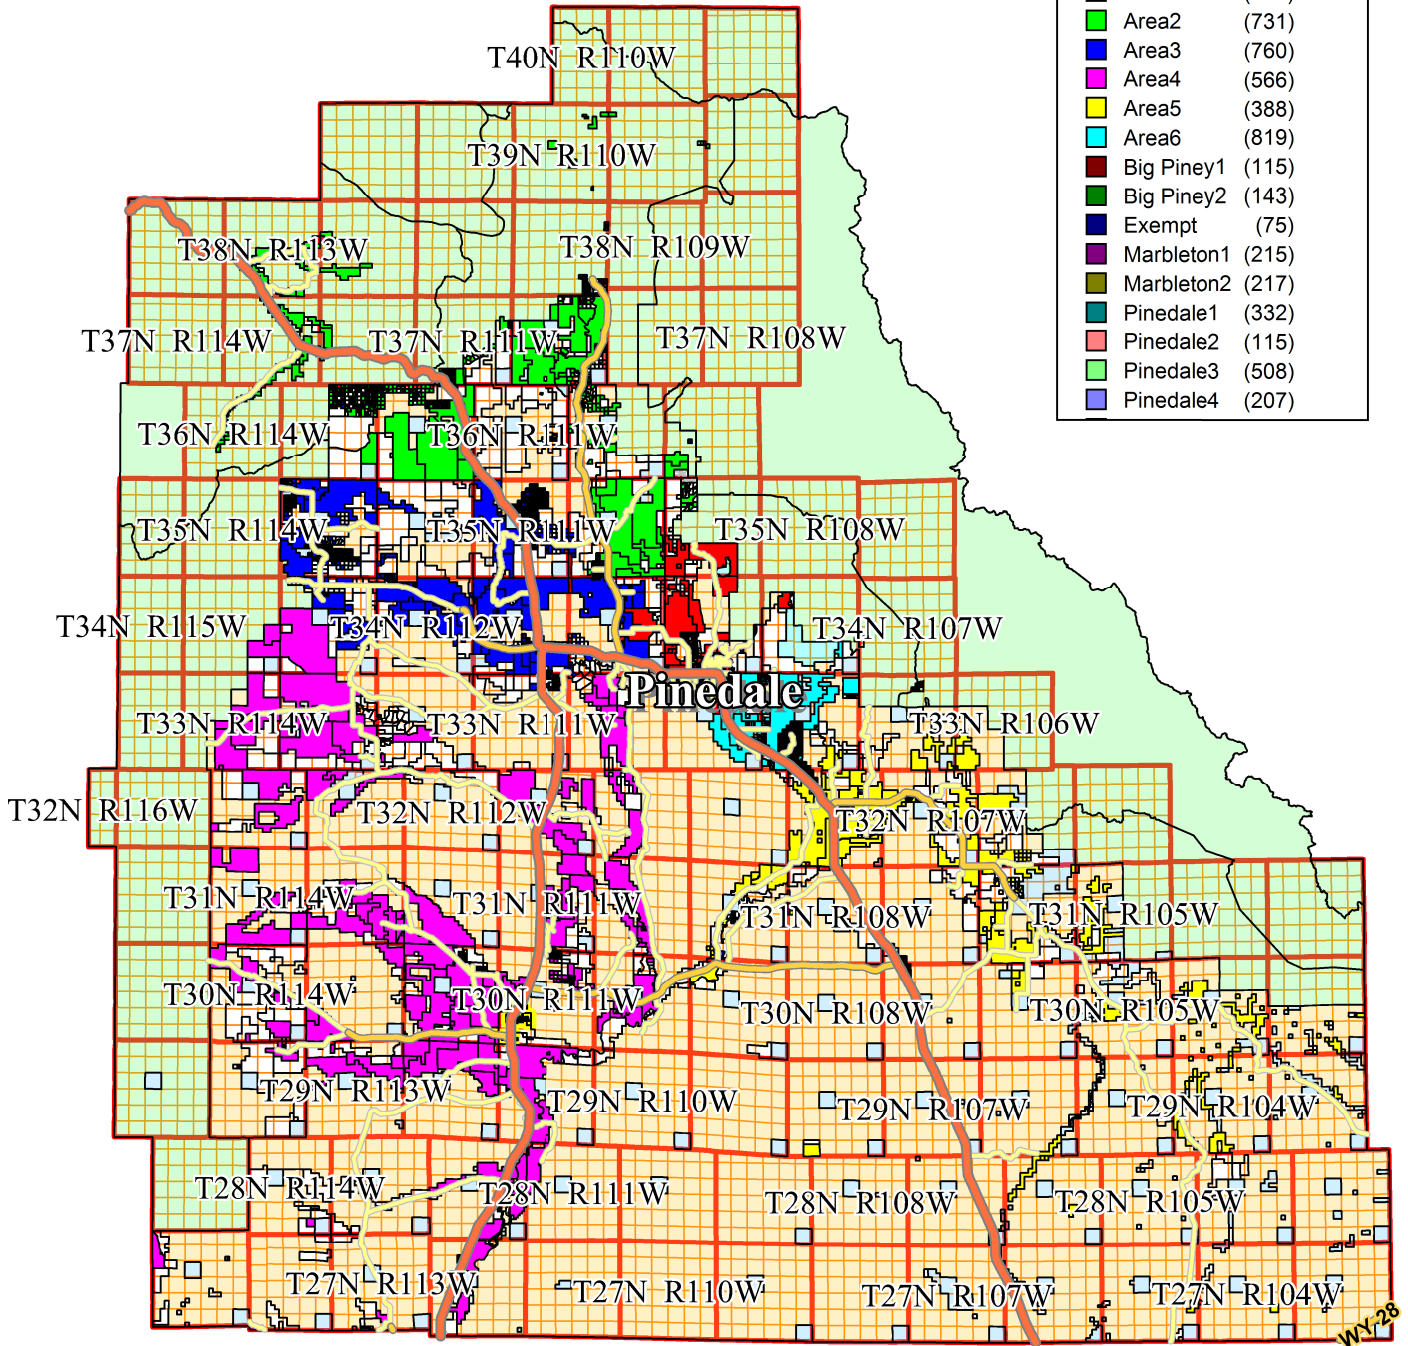 Area2 (731)
Area3 (760)
Area4 (566)
Area5 (388)
Area6 (819)
Big Piney1 (115)
Big Piney2 (143)
Exempt (75)
Marbleton1 (215)
Marbleton2 (217)
Pinedale1 (332)
Pinedale2 (115)
Pinedale3 (508)
Pinedale4 (207)
T40N R110W
T39N R110W
T38N R113W
T38N R109W
T37N R114W
T37N R111W
T37N R108W
T36N R114W
T36N R111W
T35N R114W
T35N R111W
T35N R108W
T34N R115W
T34N R112W
T34N R107W
Pinedale
T33N R114W
T33N R111W
T33N R106W
T32N R116W
T32N R112W
T32N R107W
T31N R114W
T31N R111W
T31N R108W
T31N R105W
T30N R114W
T30N R111W
T30N R108W
T30N R105W
T29N R113W
T29N R110W
T29N R107W
T29N R104W
T28N R114W
T28N R111W
T28N R108W
T28N R105W
T27N R113W
T27N R110W
T27N R107W
T27N R104W
WY-28